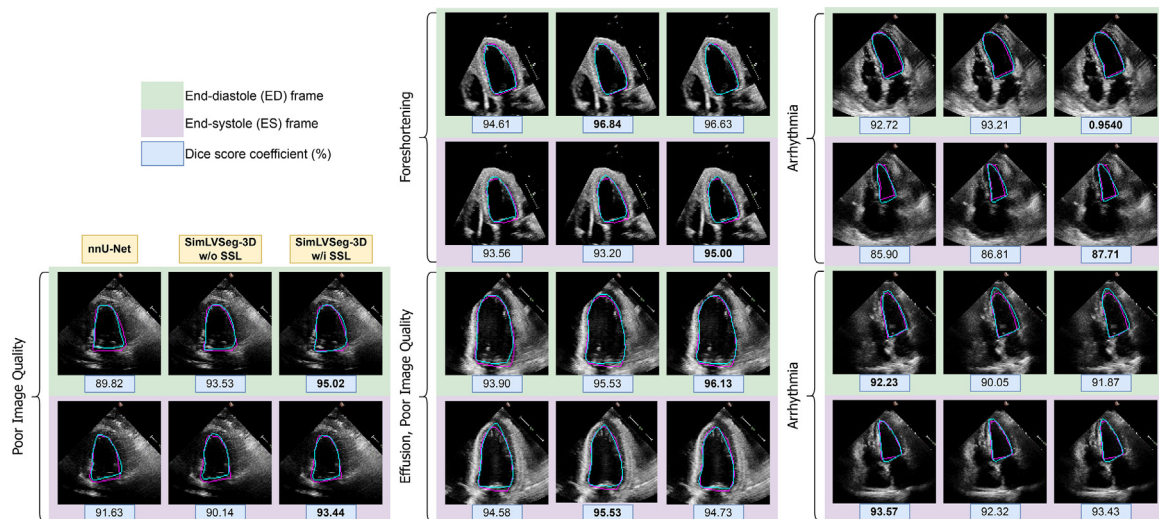 End-diastole (ED) frame
End-systole (ES) frame
Dice score coefficient (%)
nnU-Net
SimLVSeg-3D
w/o SSL
SimLVSeg-3D
w/i SSL
Poor Image Quality
89.82 93.53 95.02
91.63 90.14 93.44
Foreshortening
94.61 96.84 96.63
93.56 93.20 95.00
Effusion, Poor Image Quality
93.90 95.53 96.13
94.58 95.53 94.73
Arrhythmia
92.72 93.21 0.9540
85.90 86.81 87.71
Arrhythmia
92.23 90.05 91.87
93.57 92.32 93.43